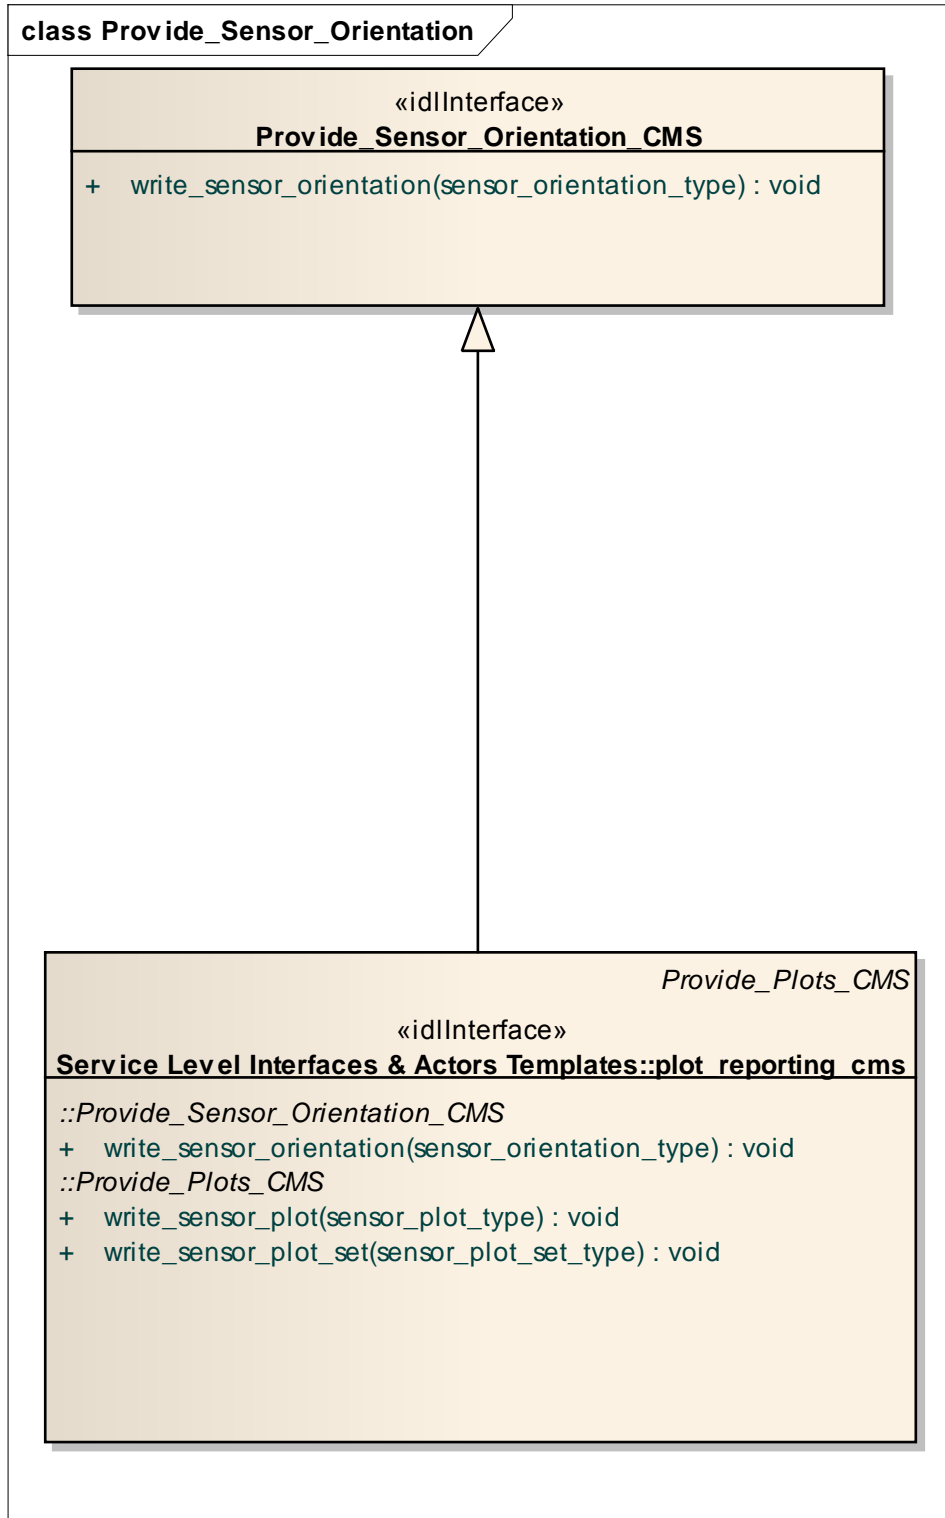 class Provide_Sensor_Orientation
«idlInterface»
Provide_Sensor_Orientation_CMS
+ write_sensor_orientation(sensor_orientation_type) : void
Provide_Plots_CMS
«idlInterface»
Service Level Interfaces & Actors Templates::plot_reporting_cms
::Provide_Sensor_Orientation_CMS
+ write_sensor_orientation(sensor_orientation_type) : void
::Provide_Plots_CMS
+ write_sensor_plot(sensor_plot_type) : void
+ write_sensor_plot_set(sensor_plot_set_type) : void